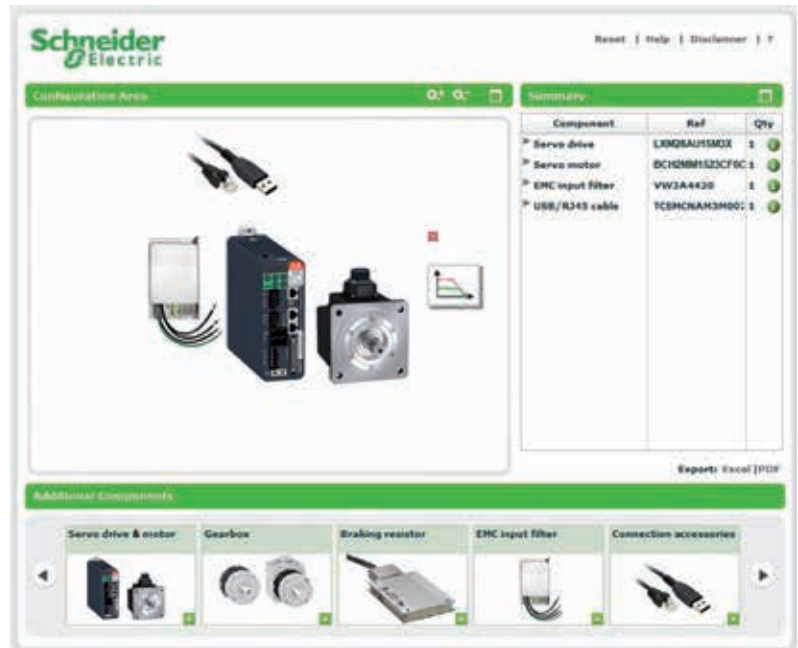 Schneider
Electric
Reset | Help | Disclaimer | ?
Configuration Area
Summary
Component Ref Qty
Servo drive LXM28AU15M3X 1
Servo motor 1
EMC input filter VW3A4420 1
USB/RJ45 cable 1
Export: Excel |PDF
Additional Components
Servo drive & motor
Gearbox
Braking resistor
EMC input filter
Connection accessories